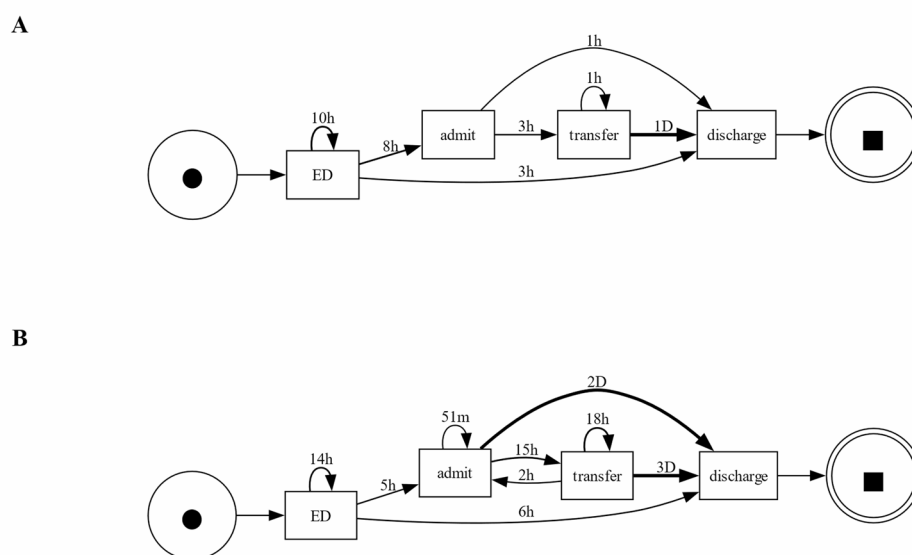 A
1h
1h
10h
admit
3h
transfer
1D
discharge
8h
ED
3h
B
2D
51m
18h
14h
15h
admit
2h
transfer
3D
discharge
5h
ED
6h